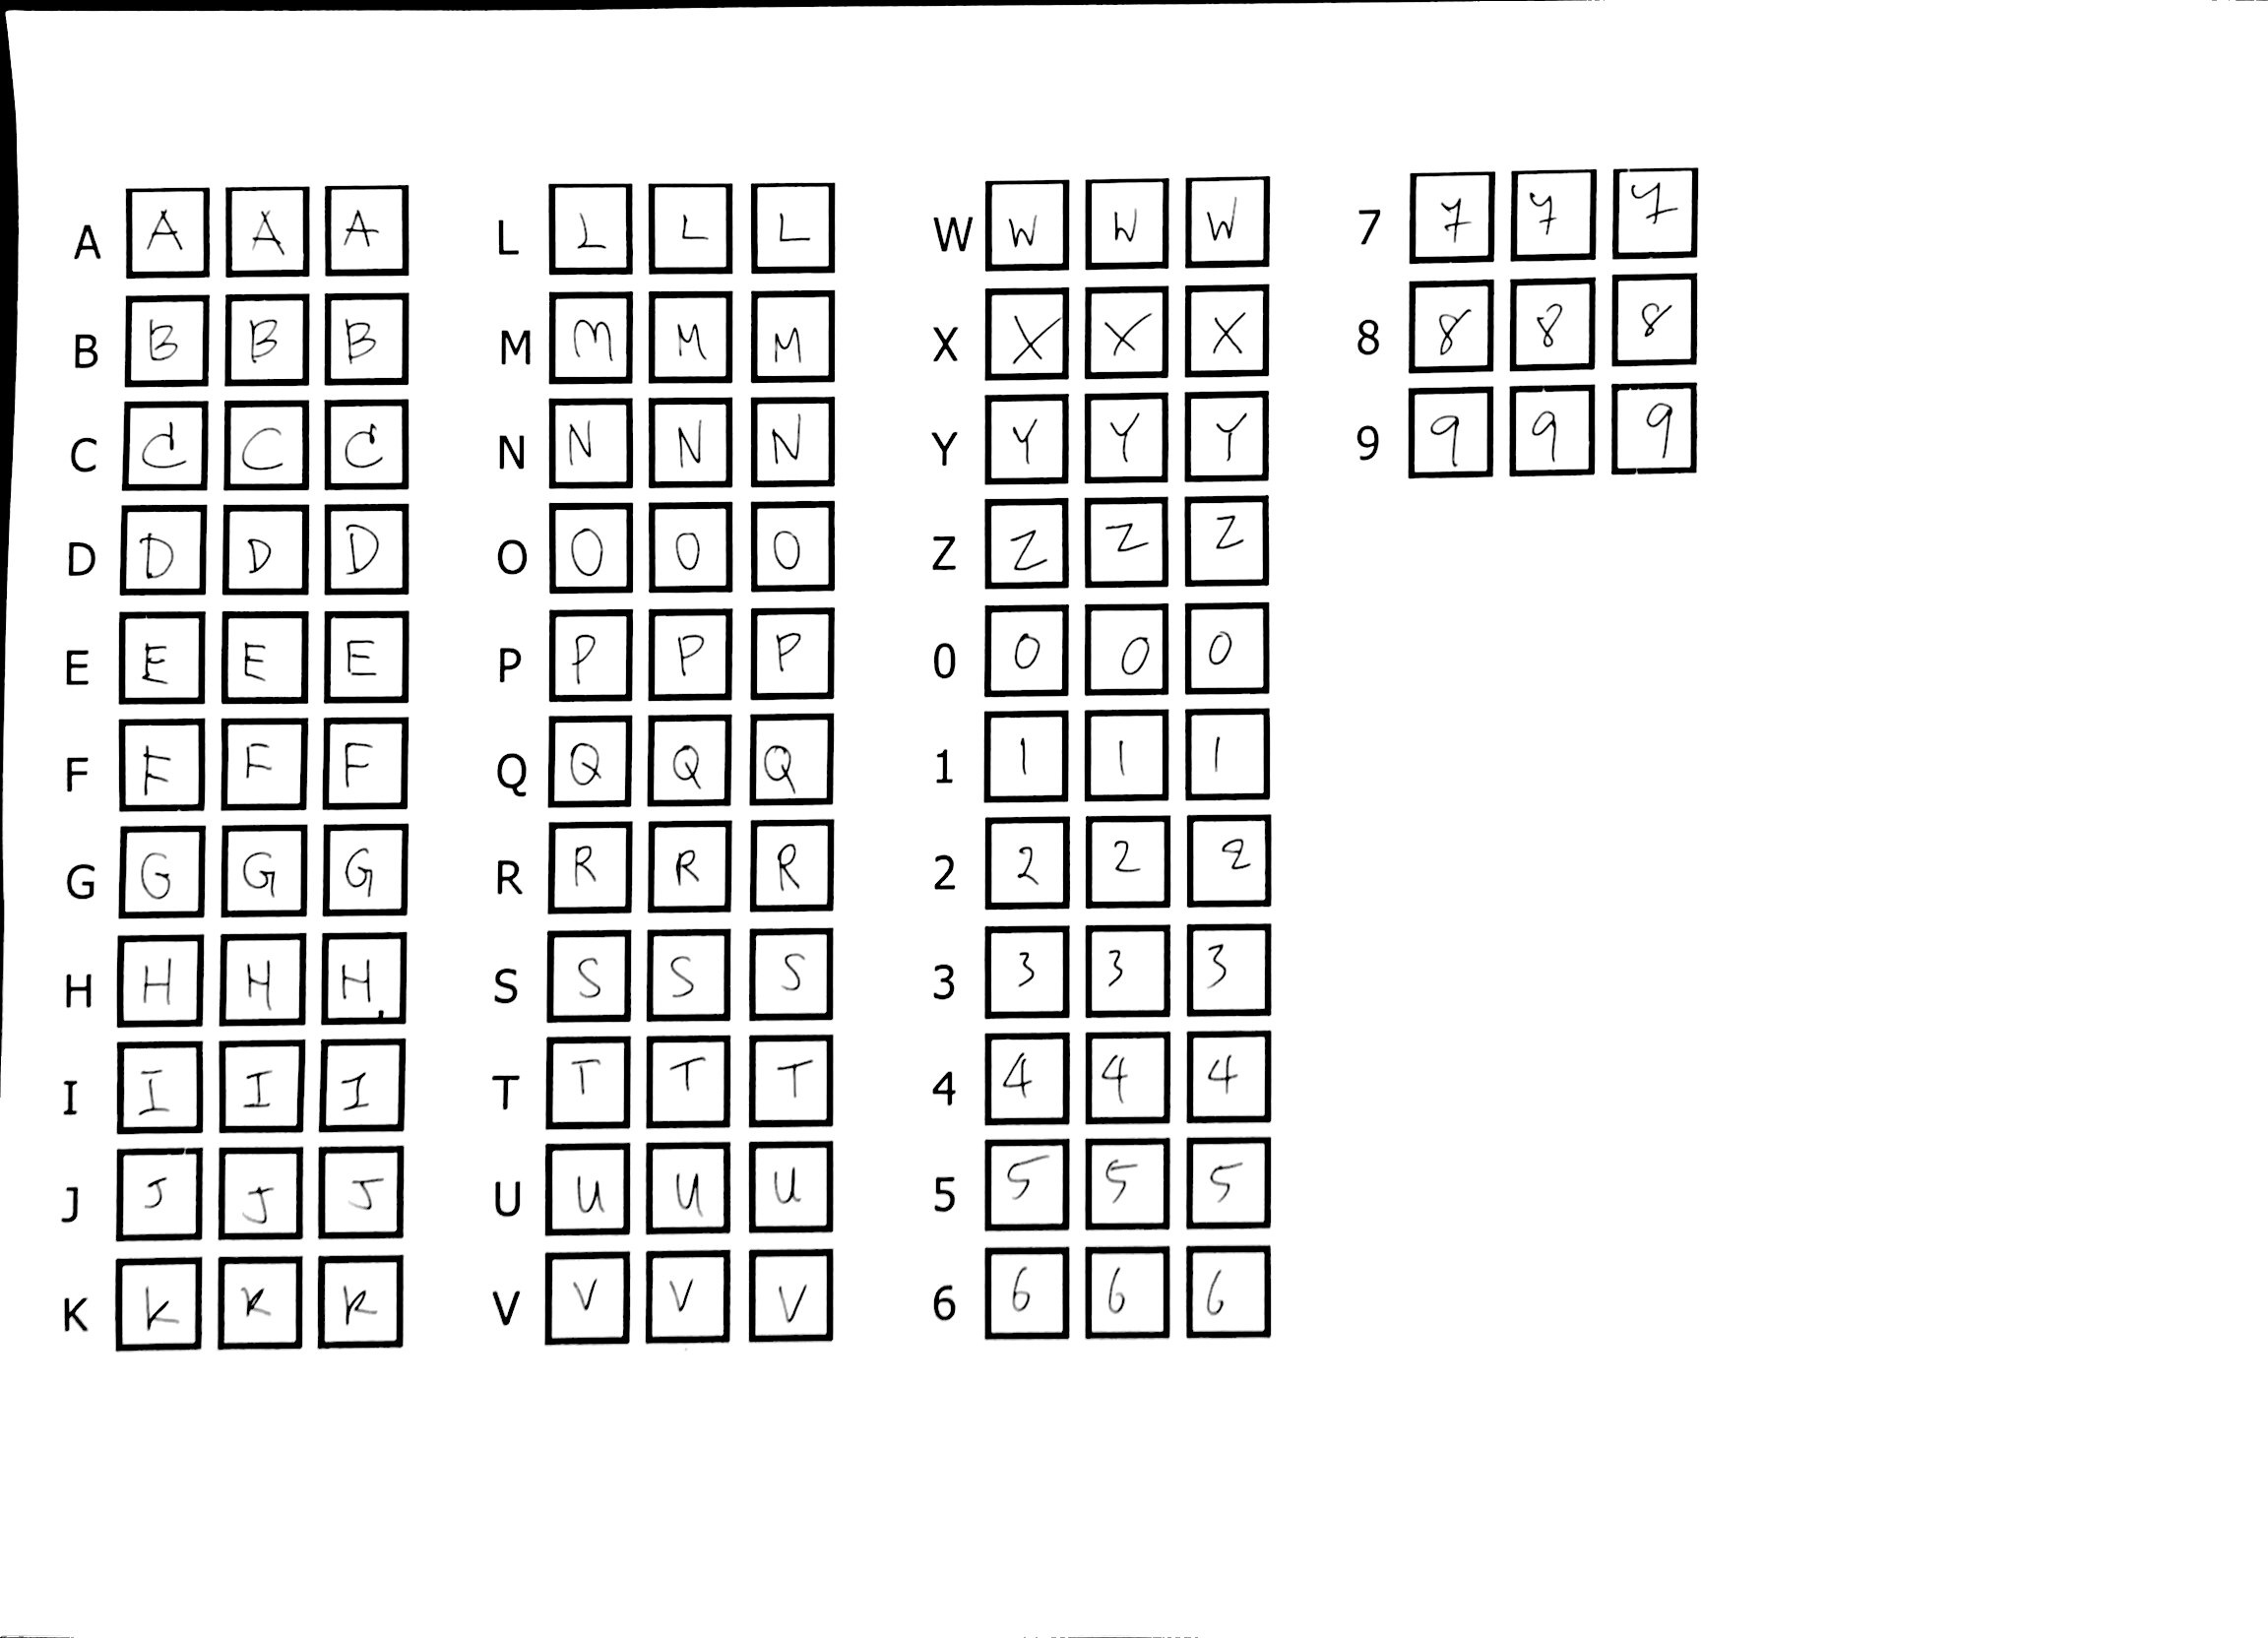 A A A A
B B B B
C C C C
D D D D
E E E E
F F F F
G G G G
H H H H
I I I I
J J J J
K K K K
L L L L
M M M M
N N N N
O O O O
P P P P
Q Q Q Q
R R R R
S S S S
T T T T
U U U U
V V V V
W W W W
X X X X
Y Y Y Y
Z Z Z Z
0 0 0 0
1 1 1 1
2 2 2 2
3 3 3 3
4 4 4 4
5 5 5 5
6 6 6 6
7 7 7 7
8 8 8 8
9 9 9 9